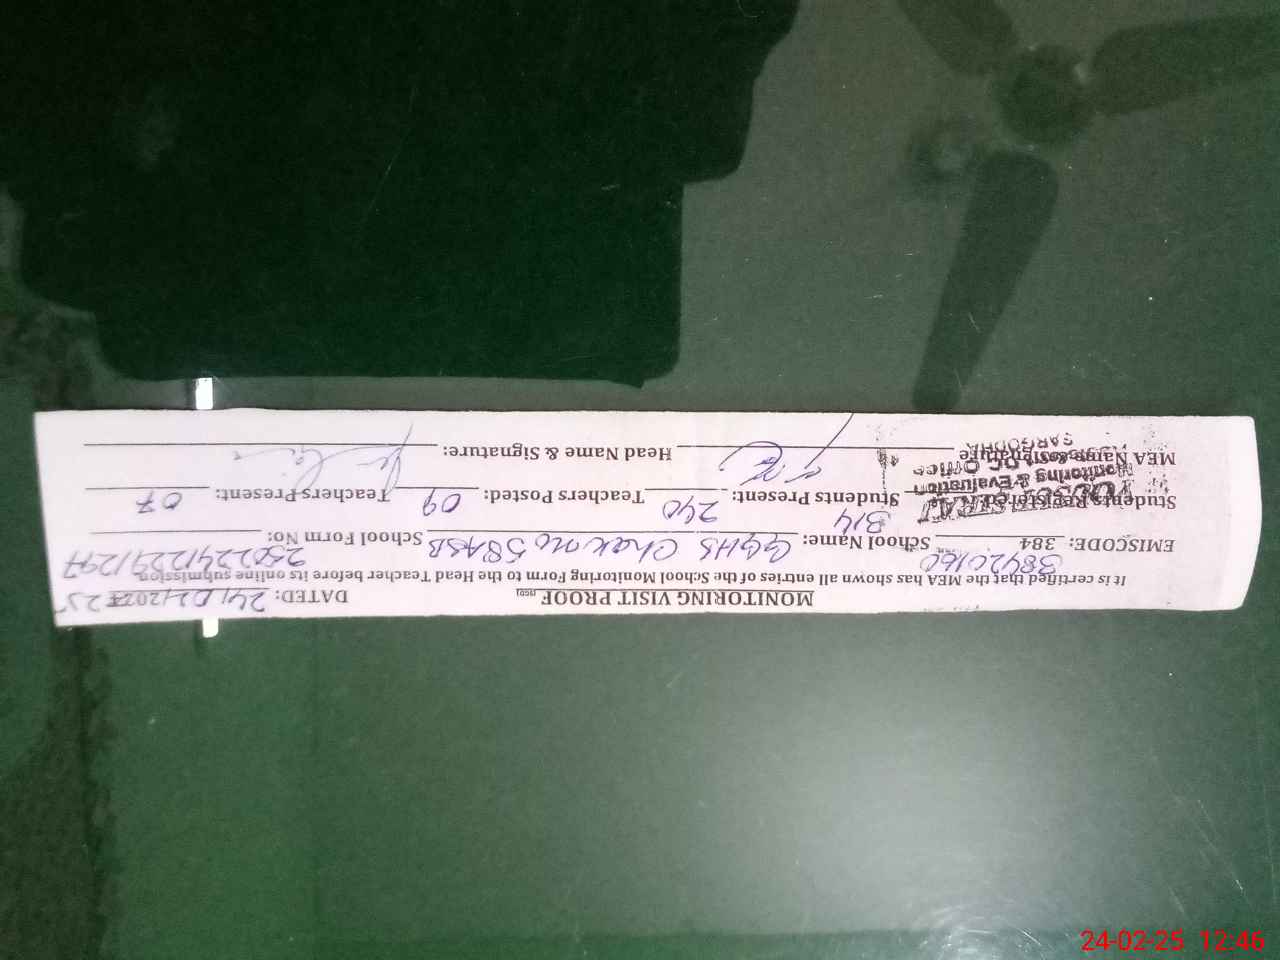 MONITORING VISIT PROOF DATED: 24/02/2025
It is certified that the MEA has shown all entries of the School Monitoring Form to the Head Teacher before its online submission
EMISCODE: 384 38420160 School Name: GGHS Chak no 58 ASB School Form No: 250224122291297
Students Registered: 314 Students Present: 240 Teachers Posted: 09 Teachers Present: 07
MEA Name & Signature Head Name & Signature:
Monitoring & Evaluation
DC Office
SARGODHA
24-02-25 12:46